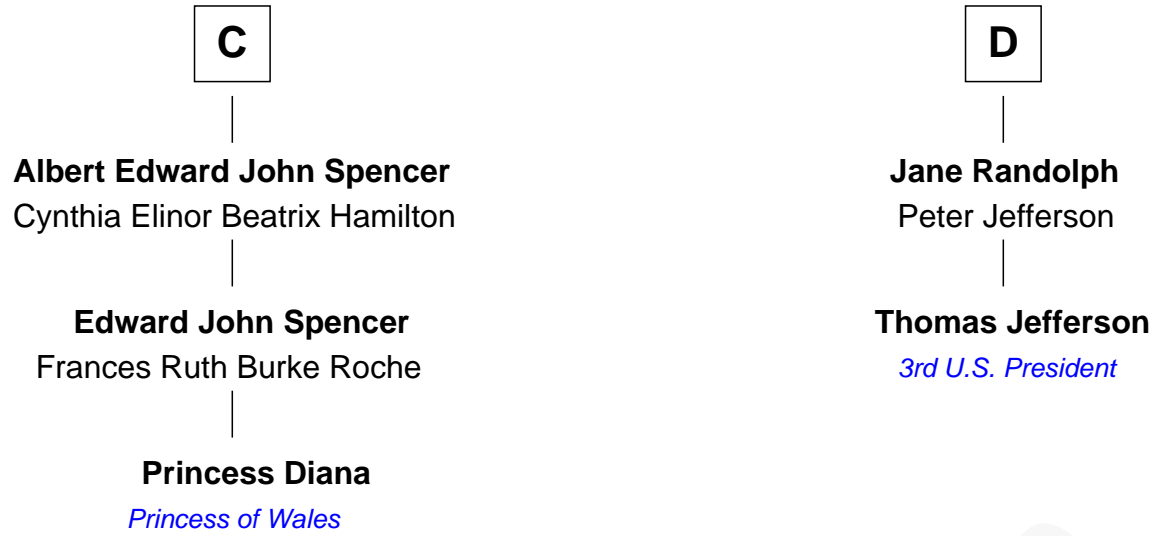 C
Albert Edward John Spencer
Cynthia Elinor Beatrix Hamilton
Edward John Spencer
Frances Ruth Burke Roche
Princess Diana
Princess of Wales
D
Jane Randolph
Peter Jefferson
Thomas Jefferson
3rd U.S. President